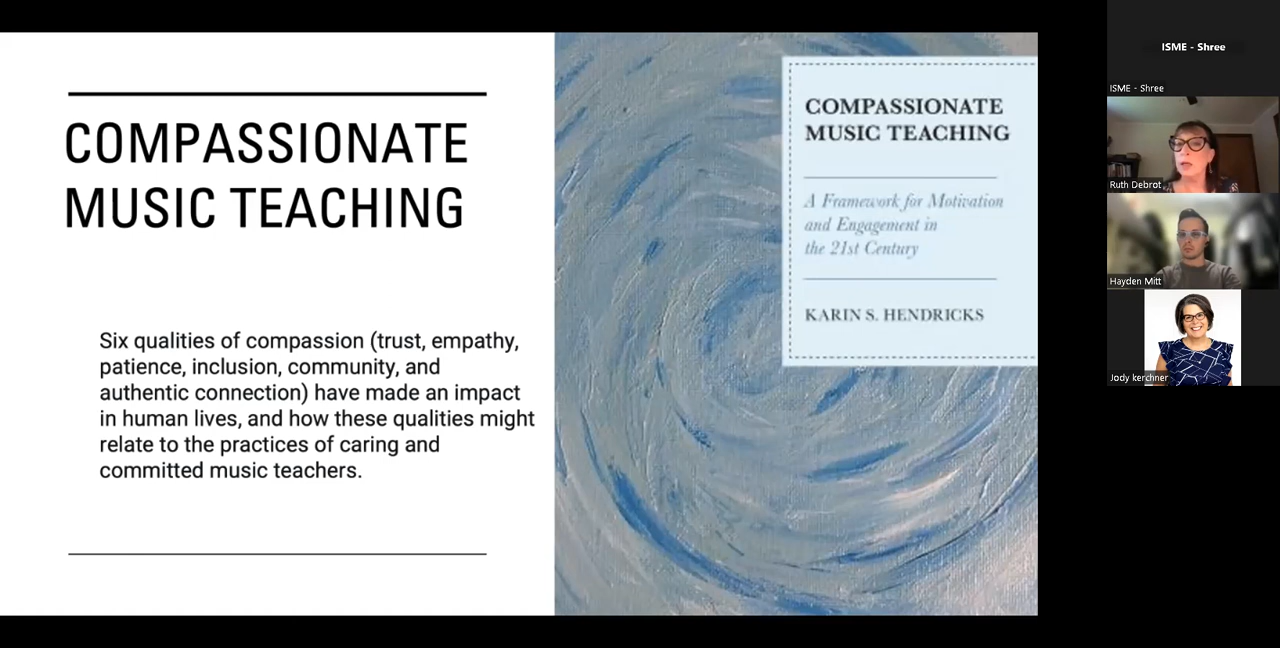 COMPASSIONATE
MUSIC TEACHING
Six qualities of compassion (trust, empathy,
patience, inclusion, community, and
authentic connection) have made an impact
in human lives, and how these qualities might
relate to the practices of caring and
committed music teachers.
COMPASSIONATE
MUSIC TEACHING
A Framework for Motivation
and Engagement in
the 21st Century
KARIN S. HENDRICKS
ISME - Shree
ISME - Shree
Ruth Debrot
Hayden Mitt
Jody kerchner